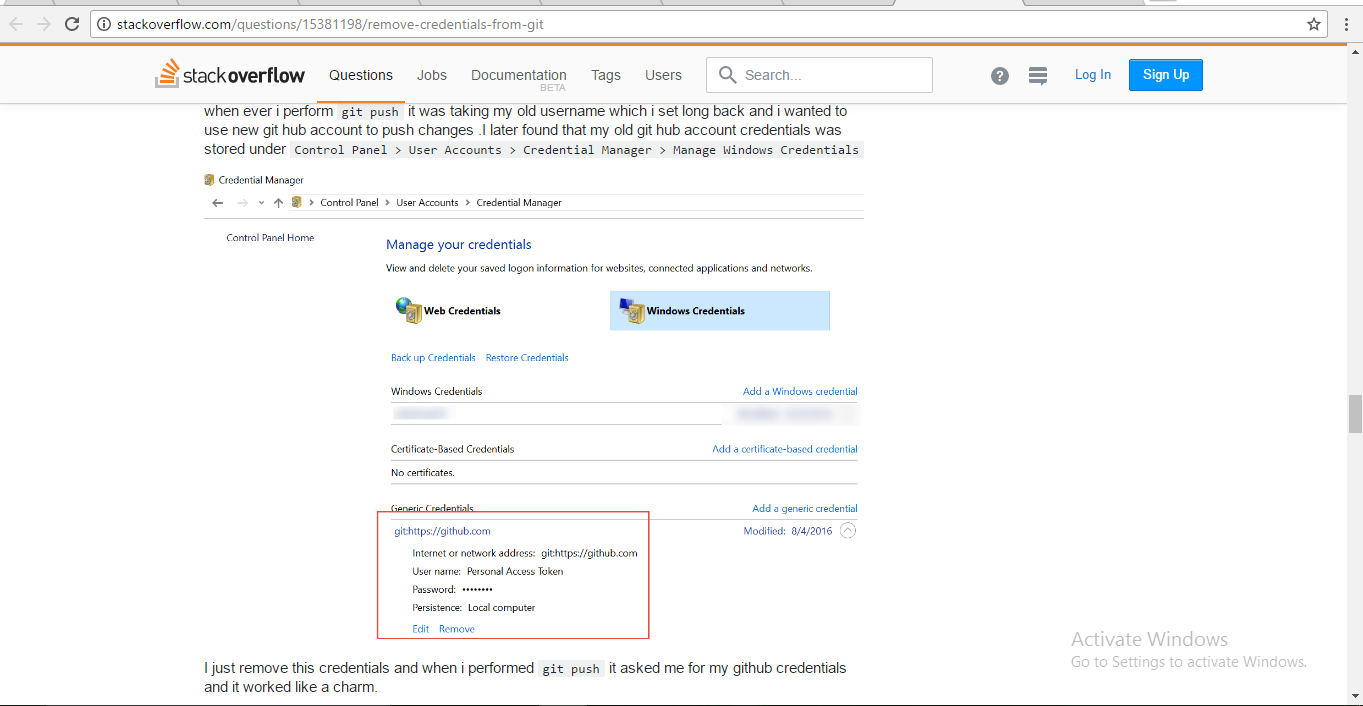 stackoverflow.com/questions/15381198/remove-credentials-from-git
stackoverflow Questions Jobs Documentation Tags Users Search... ? Log In Sign Up
BETA
when ever i perform git push it was taking my old username which i set long back and i wanted to
use new git hub account to push changes .I later found that my old git hub account credentials was
stored under Control Panel > User Accounts > Credential Manager > Manage Windows Credentials
Credential Manager
Control Panel > User Accounts > Credential Manager
Control Panel Home
Manage your credentials
View and delete your saved logon information for websites, connected applications and networks.
Web Credentials Windows Credentials
Back up Credentials Restore Credentials
Windows Credentials Add a Windows credential
Certificate-Based Credentials Add a certificate-based credential
No certificates.
Generic Credentials Add a generic credential
git:https://github.com Modified: 8/4/2016
Internet or network address: git:https://github.com
User name: Personal Access Token
Password: ••••••••
Persistence: Local computer
Edit Remove
Activate Windows
Go to Settings to activate Windows.
I just remove this credentials and when i performed git push it asked me for my github credentials
and it worked like a charm.